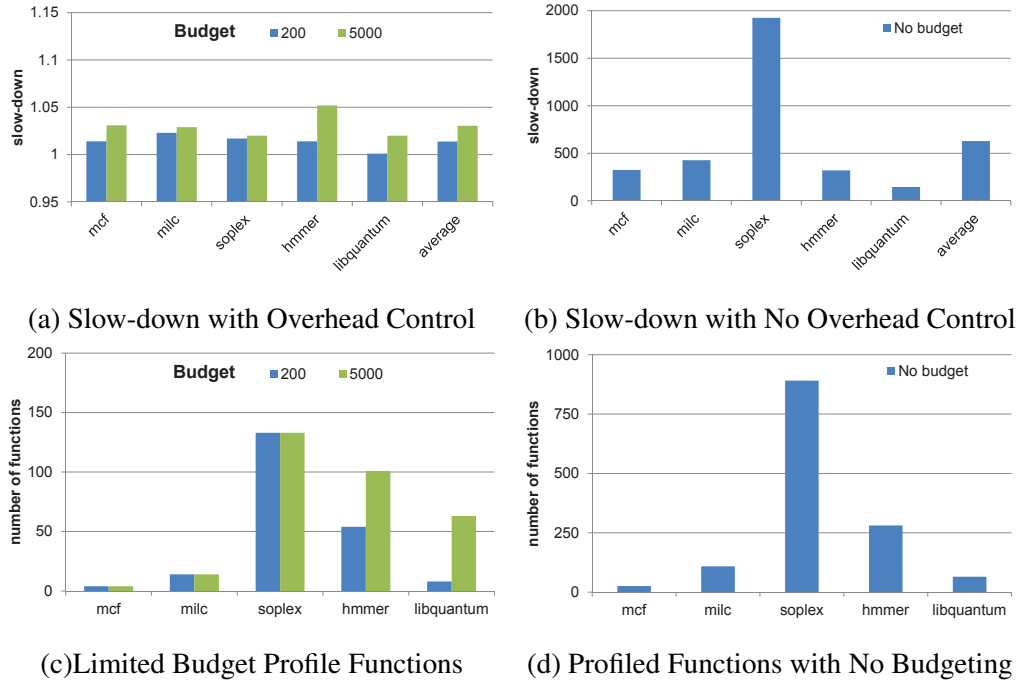 Budget 200 5000
slow-down
1.15
1.1
1.05
1
0.95
mcf
milc
soplex
hmmer
libquantum
average
(a) Slow-down with Overhead Control
No budget
slow-down
2000
1500
1000
500
0
mcf
milc
soplex
hmmer
libquantum
average
(b) Slow-down with No Overhead Control
Budget 200 5000
number of functions
200
150
100
50
0
mcf milc soplex hmmer libquantum
(c)Limited Budget Profile Functions
No budget
number of functions
1000
750
500
250
0
mcf milc soplex hmmer libquantum
(d) Profiled Functions with No Budgeting